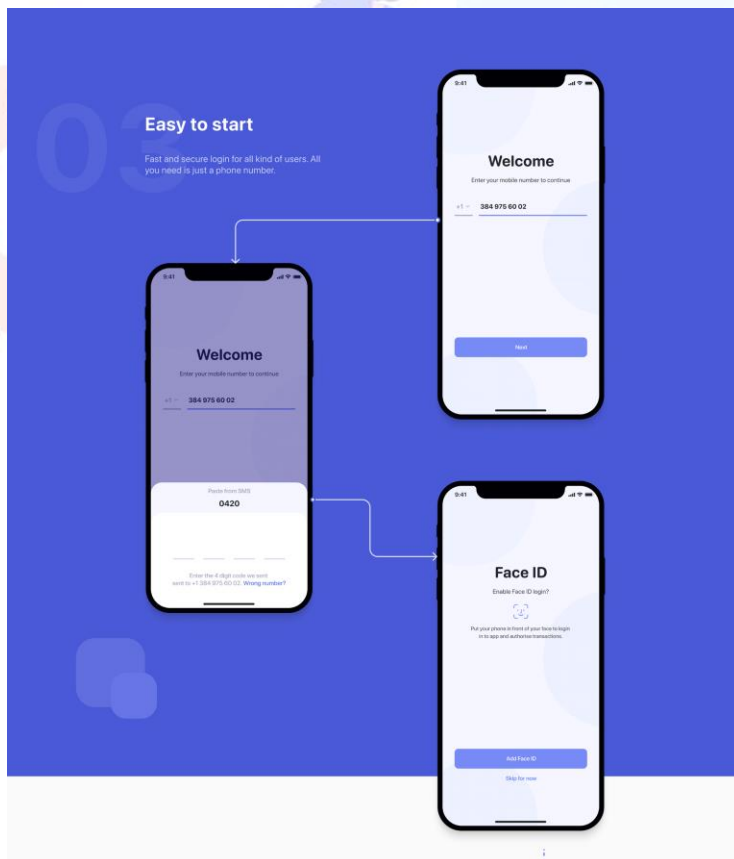 03
Easy to start
Fast and secure login for all kind of users. All
you need is just a phone number.
9:41
Welcome
Enter your mobile number to continue
+1
384 975 60 02
Next
9:41
Welcome
Enter your mobile number to continue
+1
384 975 60 02
Paste from SMS
0420
Enter the 4 digit code we sent
sent to +1 384 975 60 02. Wrong number?
9:41
Face ID
Enable Face ID login?
Put your phone in front of your face to login
in to app and authorise transactions.
Add Face ID
Skip for now